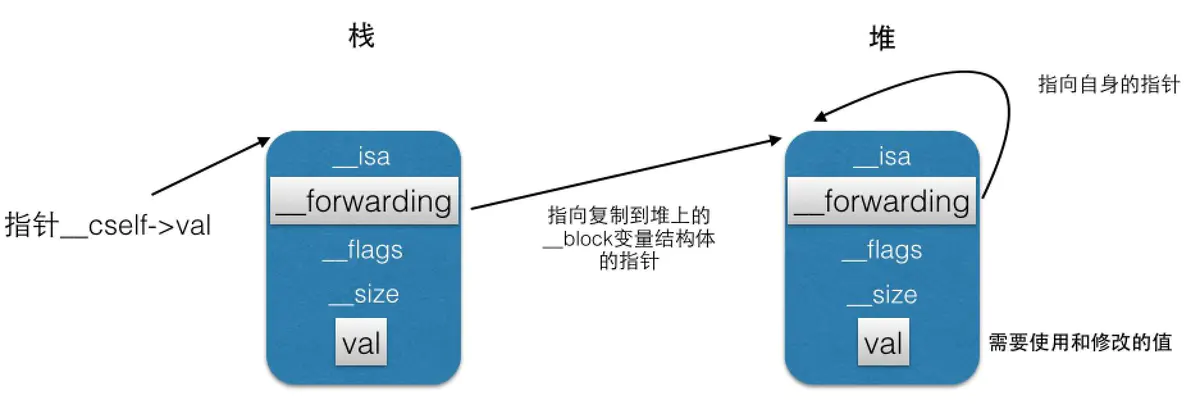 栈
堆
指向自身的指针
__isa
__forwarding
__flags
__size
val
指针__cself->val
指向复制到堆上的
__block变量结构体
的指针
__isa
__forwarding
__flags
__size
val
需要使用和修改的值